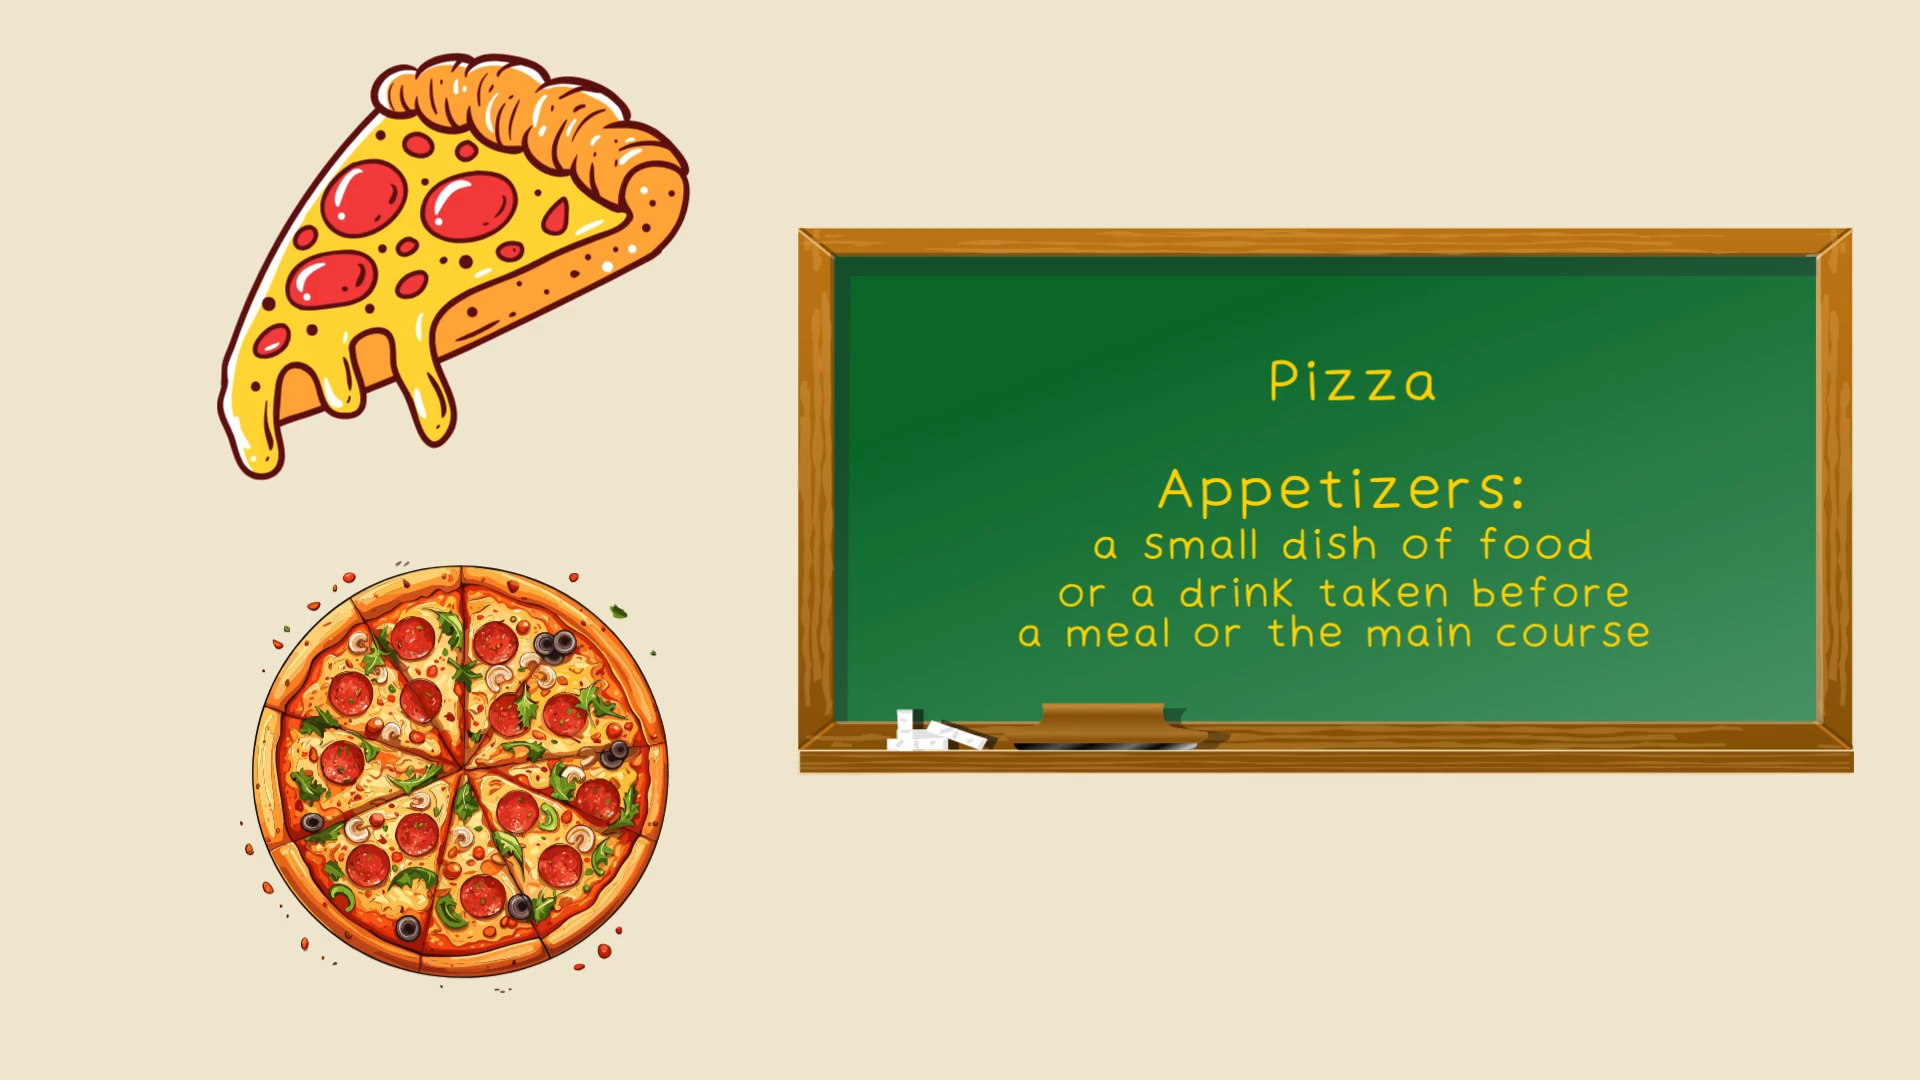 Pizza
Appetizers:
a small dish of food
or a drink taken before
a meal or the main course